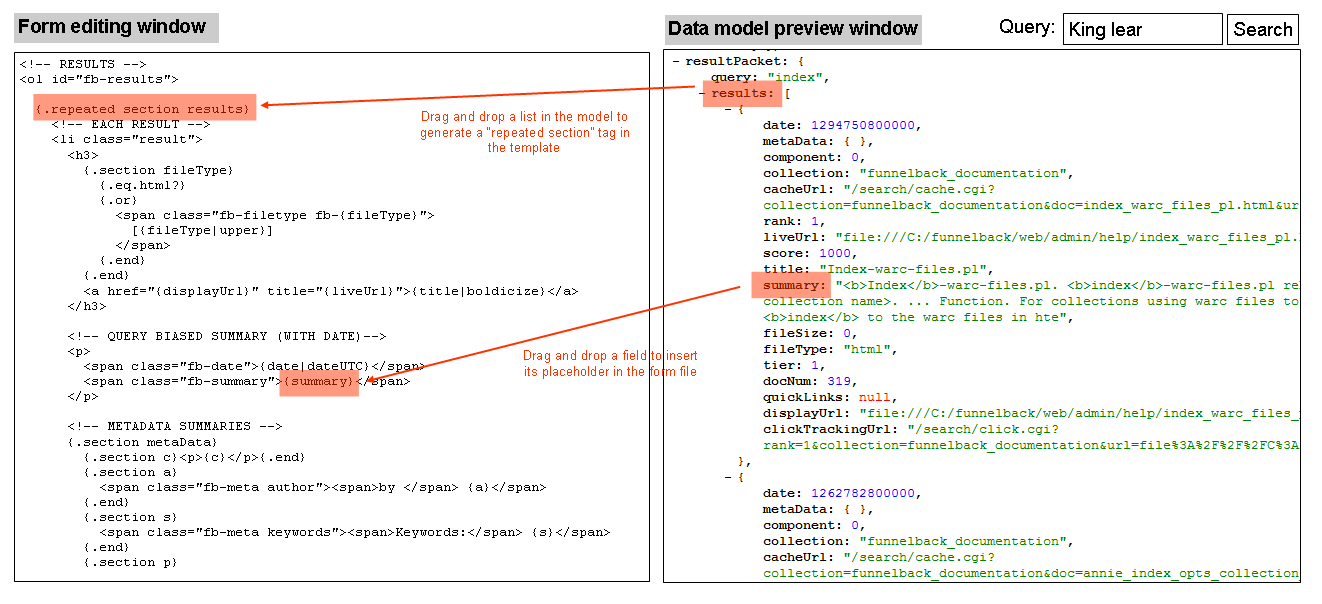 Form editing window
<!-- RESULTS -->
<ol id="fb-results">
{.repeated section results}
<!-- EACH RESULT -->
<li class="result">
<h3>
{.section fileType}
{.eq.html?}
{.or}
<span class="fb-filetype fb-{fileType}">
[{fileType|upper}]
</span>
{.end}
{.end}
<a href="{displayUrl}" title="{liveUrl}">{title|boldicize}</a>
</h3>
<!-- QUERY BIASED SUMMARY (WITH DATE)-->
<p>
<span class="fb-date">{date|dateUTC}</span>
<span class="fb-summary">{summary}</span>
</p>
<!-- METADATA SUMMARIES -->
{.section metaData}
{.section c}<p>{c}</p>{.end}
{.section a}
<span class="fb-meta author"><span>by </span> {a}</span>
{.end}
{.section s}
<span class="fb-meta keywords"><span>Keywords:</span> {s}</span>
{.end}
{.section p}
Drag and drop a list in the model to
generate a "repeated section" tag in
the template
Drag and drop a field to insert
its placeholder in the form file
Data model preview window
Query: King lear Search
- resultPacket: {
query: "index",
- results: [
- {
date: 1294750800000,
metaData: { },
component: 0,
collection: "funnelback_documentation",
cacheUrl: "/search/cache.cgi?
collection=funnelback_documentation&doc=index_warc_files_pl.html&ur
rank: 1,
liveUrl: "file:///C:/funnelback/web/admin/help/index_warc_files_pl.
score: 1000,
title: "Index-warc-files.pl",
summary: "<b>Index</b>-warc-files.pl. <b>index</b>-warc-files.pl re
collection name>. ... Function. For collections using warc files to
<b>index</b> to the warc files in hte",
fileSize: 0,
fileType: "html",
tier: 1,
docNum: 319,
quickLinks: null,
displayUrl: "file:///C:/funnelback/web/admin/help/index_warc_files_
clickTrackingUrl: "/search/click.cgi?
rank=1&collection=funnelback_documentation&url=file%3A%2F%2F%2FC%3A
},
- {
date: 1262782800000,
metaData: { },
component: 0,
collection: "funnelback_documentation",
cacheUrl: "/search/cache.cgi?
collection=funnelback_documentation&doc=annie_index_opts_collection